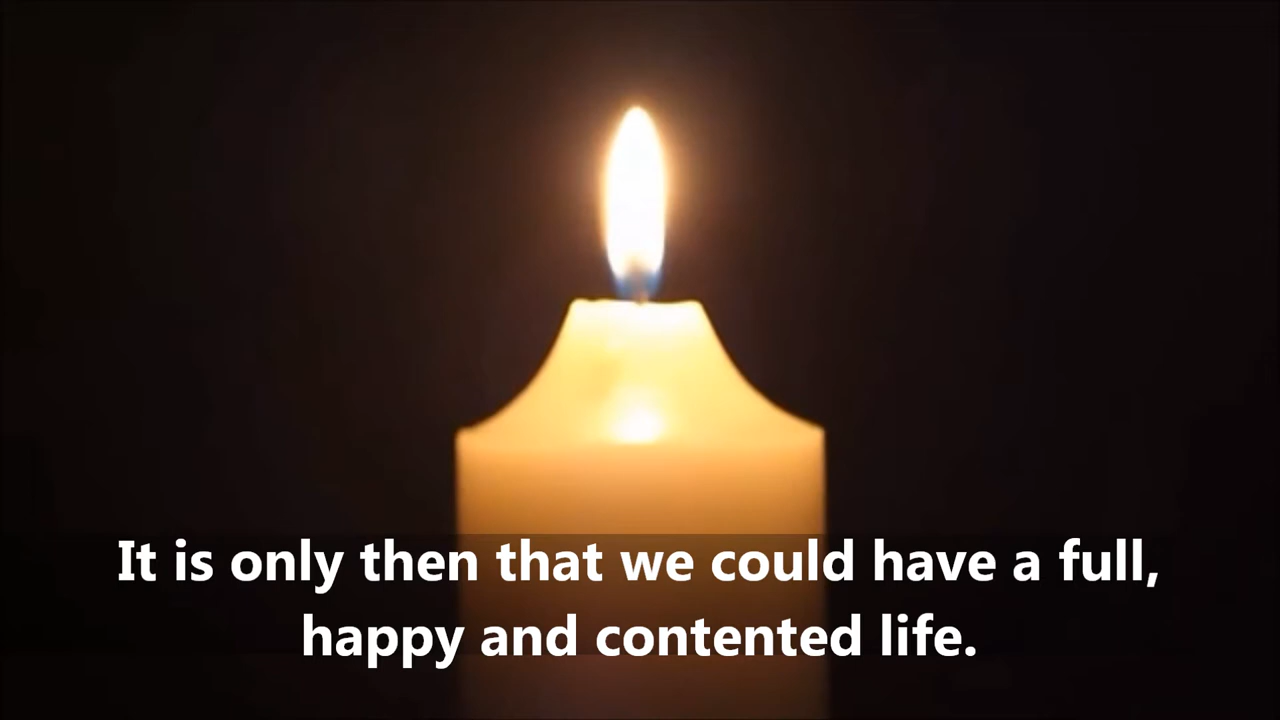 It is only then that we could have a full,
happy and contented life.